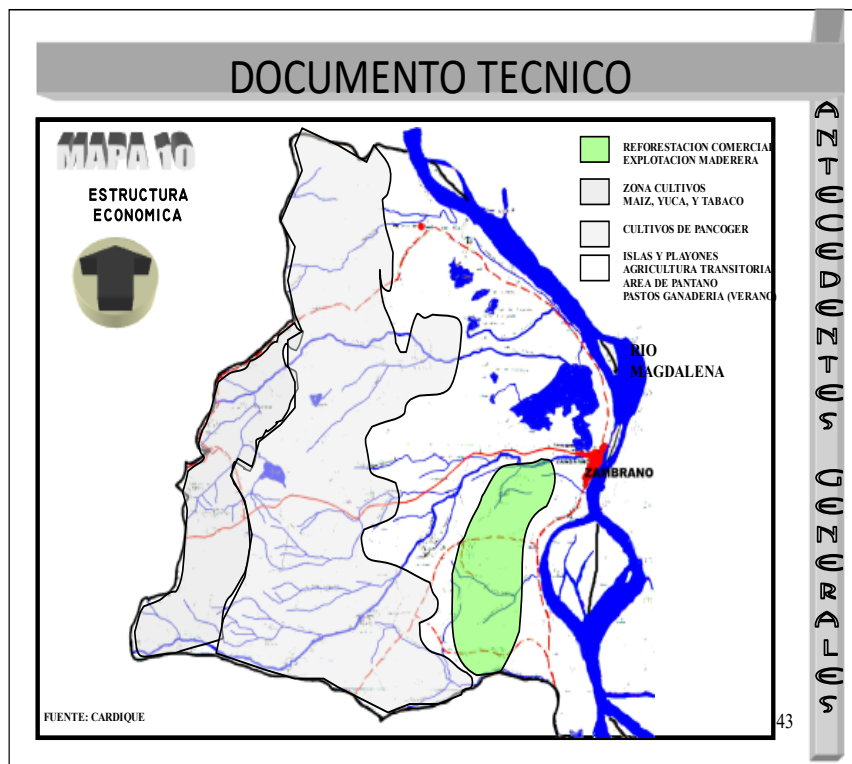 DOCUMENTO TECNICO
MAPA 10
ESTRUCTURA
ECONOMICA
REFORESTACION COMERCIAL
EXPLOTACION MADERERA
ZONA CULTIVOS
MAIZ, YUCA, Y TABACO
CULTIVOS DE PANCOGER
ISLAS Y PLAYONES
AGRICULTURA TRANSITORIA
AREA DE PANTANO
PASTOS GANADERIA (VERANO)
RIO
MAGDALENA
ZAMBRANO
FUENTE: CARDIQUE
43
ANTECEDENTES GENERALES